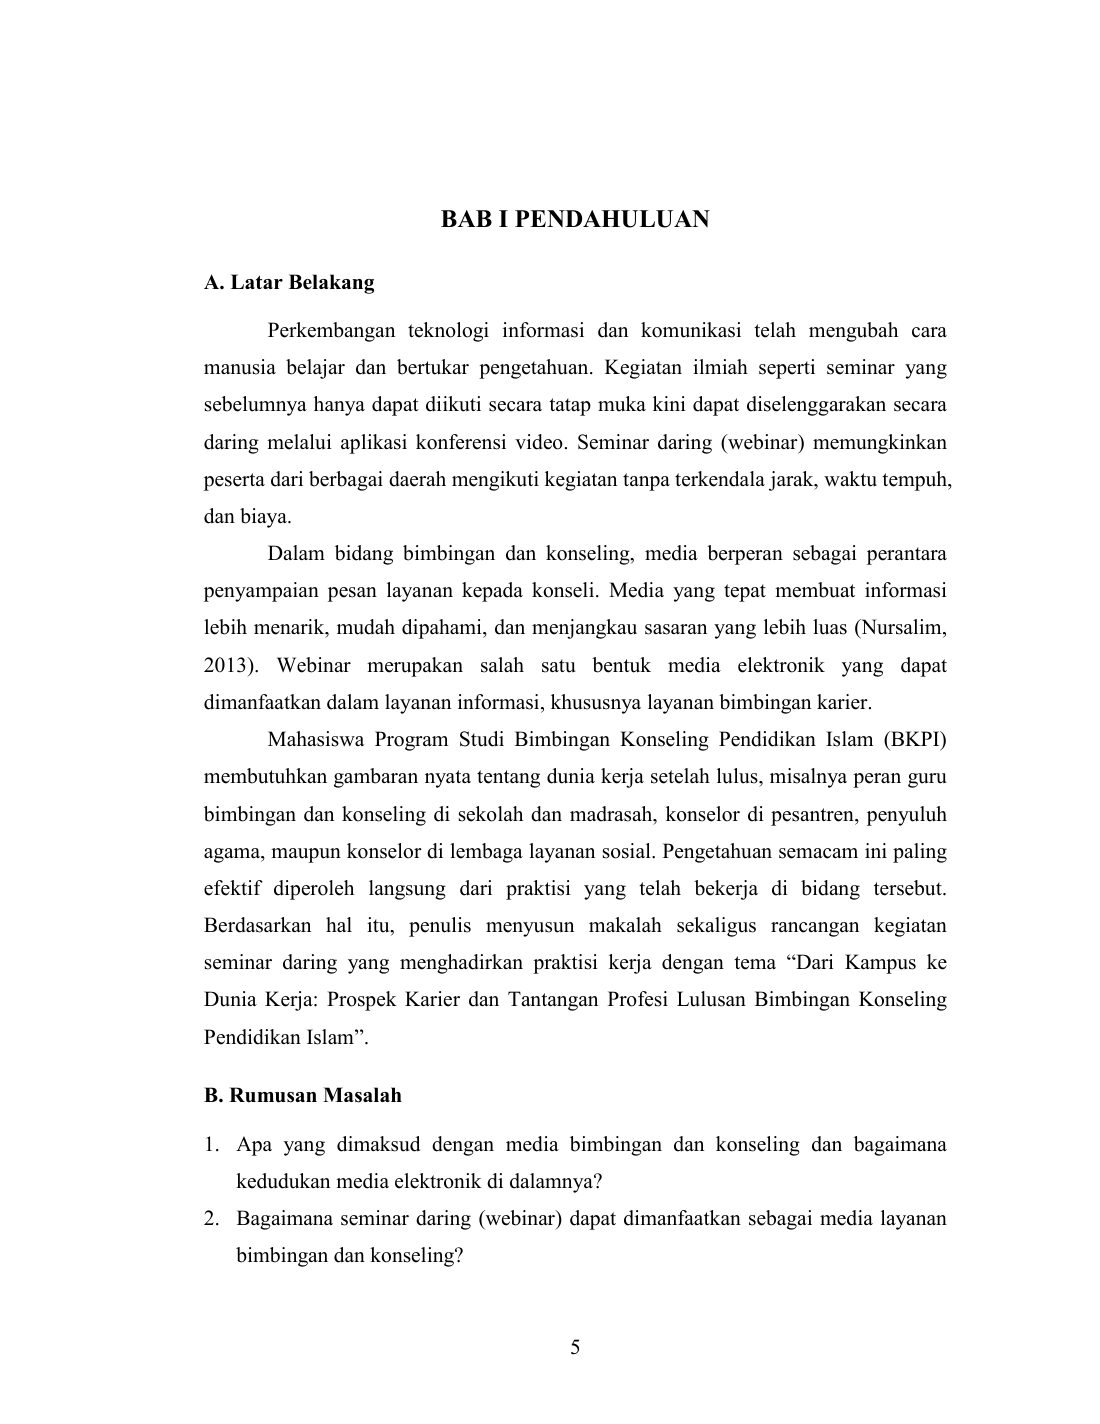 BAB I PENDAHULUAN
A. Latar Belakang
Perkembangan teknologi informasi dan komunikasi telah mengubah cara
manusia belajar dan bertukar pengetahuan. Kegiatan ilmiah seperti seminar yang
sebelumnya hanya dapat diikuti secara tatap muka kini dapat diselenggarakan secara
daring melalui aplikasi konferensi video. Seminar daring (webinar) memungkinkan
peserta dari berbagai daerah mengikuti kegiatan tanpa terkendala jarak, waktu tempuh,
dan biaya.
Dalam bidang bimbingan dan konseling, media berperan sebagai perantara
penyampaian pesan layanan kepada konseli. Media yang tepat membuat informasi
lebih menarik, mudah dipahami, dan menjangkau sasaran yang lebih luas (Nursalim,
2013). Webinar merupakan salah satu bentuk media elektronik yang dapat
dimanfaatkan dalam layanan informasi, khususnya layanan bimbingan karier.
Mahasiswa Program Studi Bimbingan Konseling Pendidikan Islam (BKPI)
membutuhkan gambaran nyata tentang dunia kerja setelah lulus, misalnya peran guru
bimbingan dan konseling di sekolah dan madrasah, konselor di pesantren, penyuluh
agama, maupun konselor di lembaga layanan sosial. Pengetahuan semacam ini paling
efektif diperoleh langsung dari praktisi yang telah bekerja di bidang tersebut.
Berdasarkan hal itu, penulis menyusun makalah sekaligus rancangan kegiatan
seminar daring yang menghadirkan praktisi kerja dengan tema “Dari Kampus ke
Dunia Kerja: Prospek Karier dan Tantangan Profesi Lulusan Bimbingan Konseling
Pendidikan Islam”.
B. Rumusan Masalah
1. Apa yang dimaksud dengan media bimbingan dan konseling dan bagaimana
kedudukan media elektronik di dalamnya?
2. Bagaimana seminar daring (webinar) dapat dimanfaatkan sebagai media layanan
bimbingan dan konseling?
5